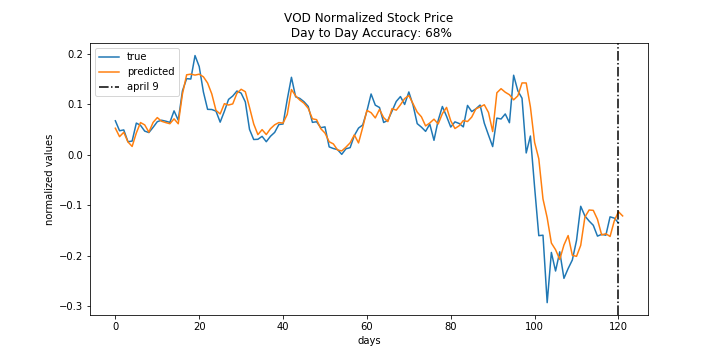 VOD Normalized Stock Price
Day to Day Accuracy: 68%
true
predicted
april 9
normalized values
0.2
0.1
0.0
−0.1
−0.2
−0.3
0 20 40 60 80 100 120
days